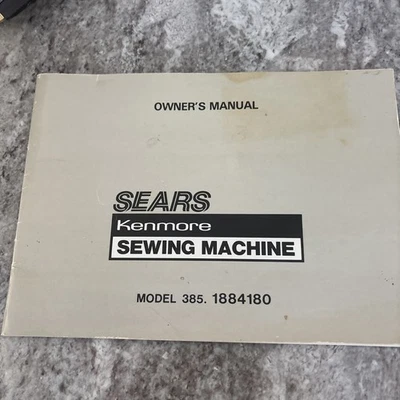 OWNER'S MANUAL
SEARS
Kenmore
SEWING MACHINE
MODEL 385. 1884180